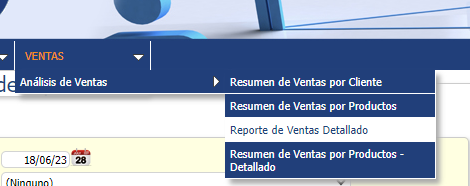 VENTAS
de
Análisis de Ventas
Resumen de Ventas por Cliente
Resumen de Ventas por Productos
Reporte de Ventas Detallado
Resumen de Ventas por Productos -
Detallado
18/06/23
28
(Ninguno)